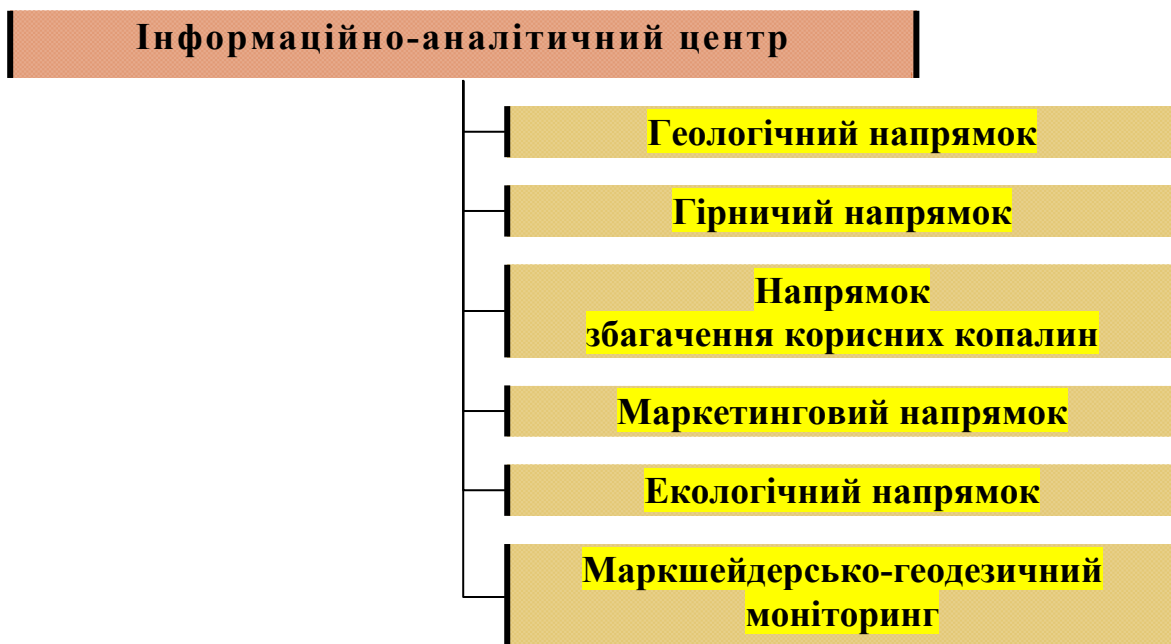 Інформаційно-аналітичний центр
Геологічний напрямок
Гірничий напрямок
Напрямок
збагачення корисних копалин
Маркетинговий напрямок
Екологічний напрямок
Маркшейдерсько-геодезичний
моніторинг